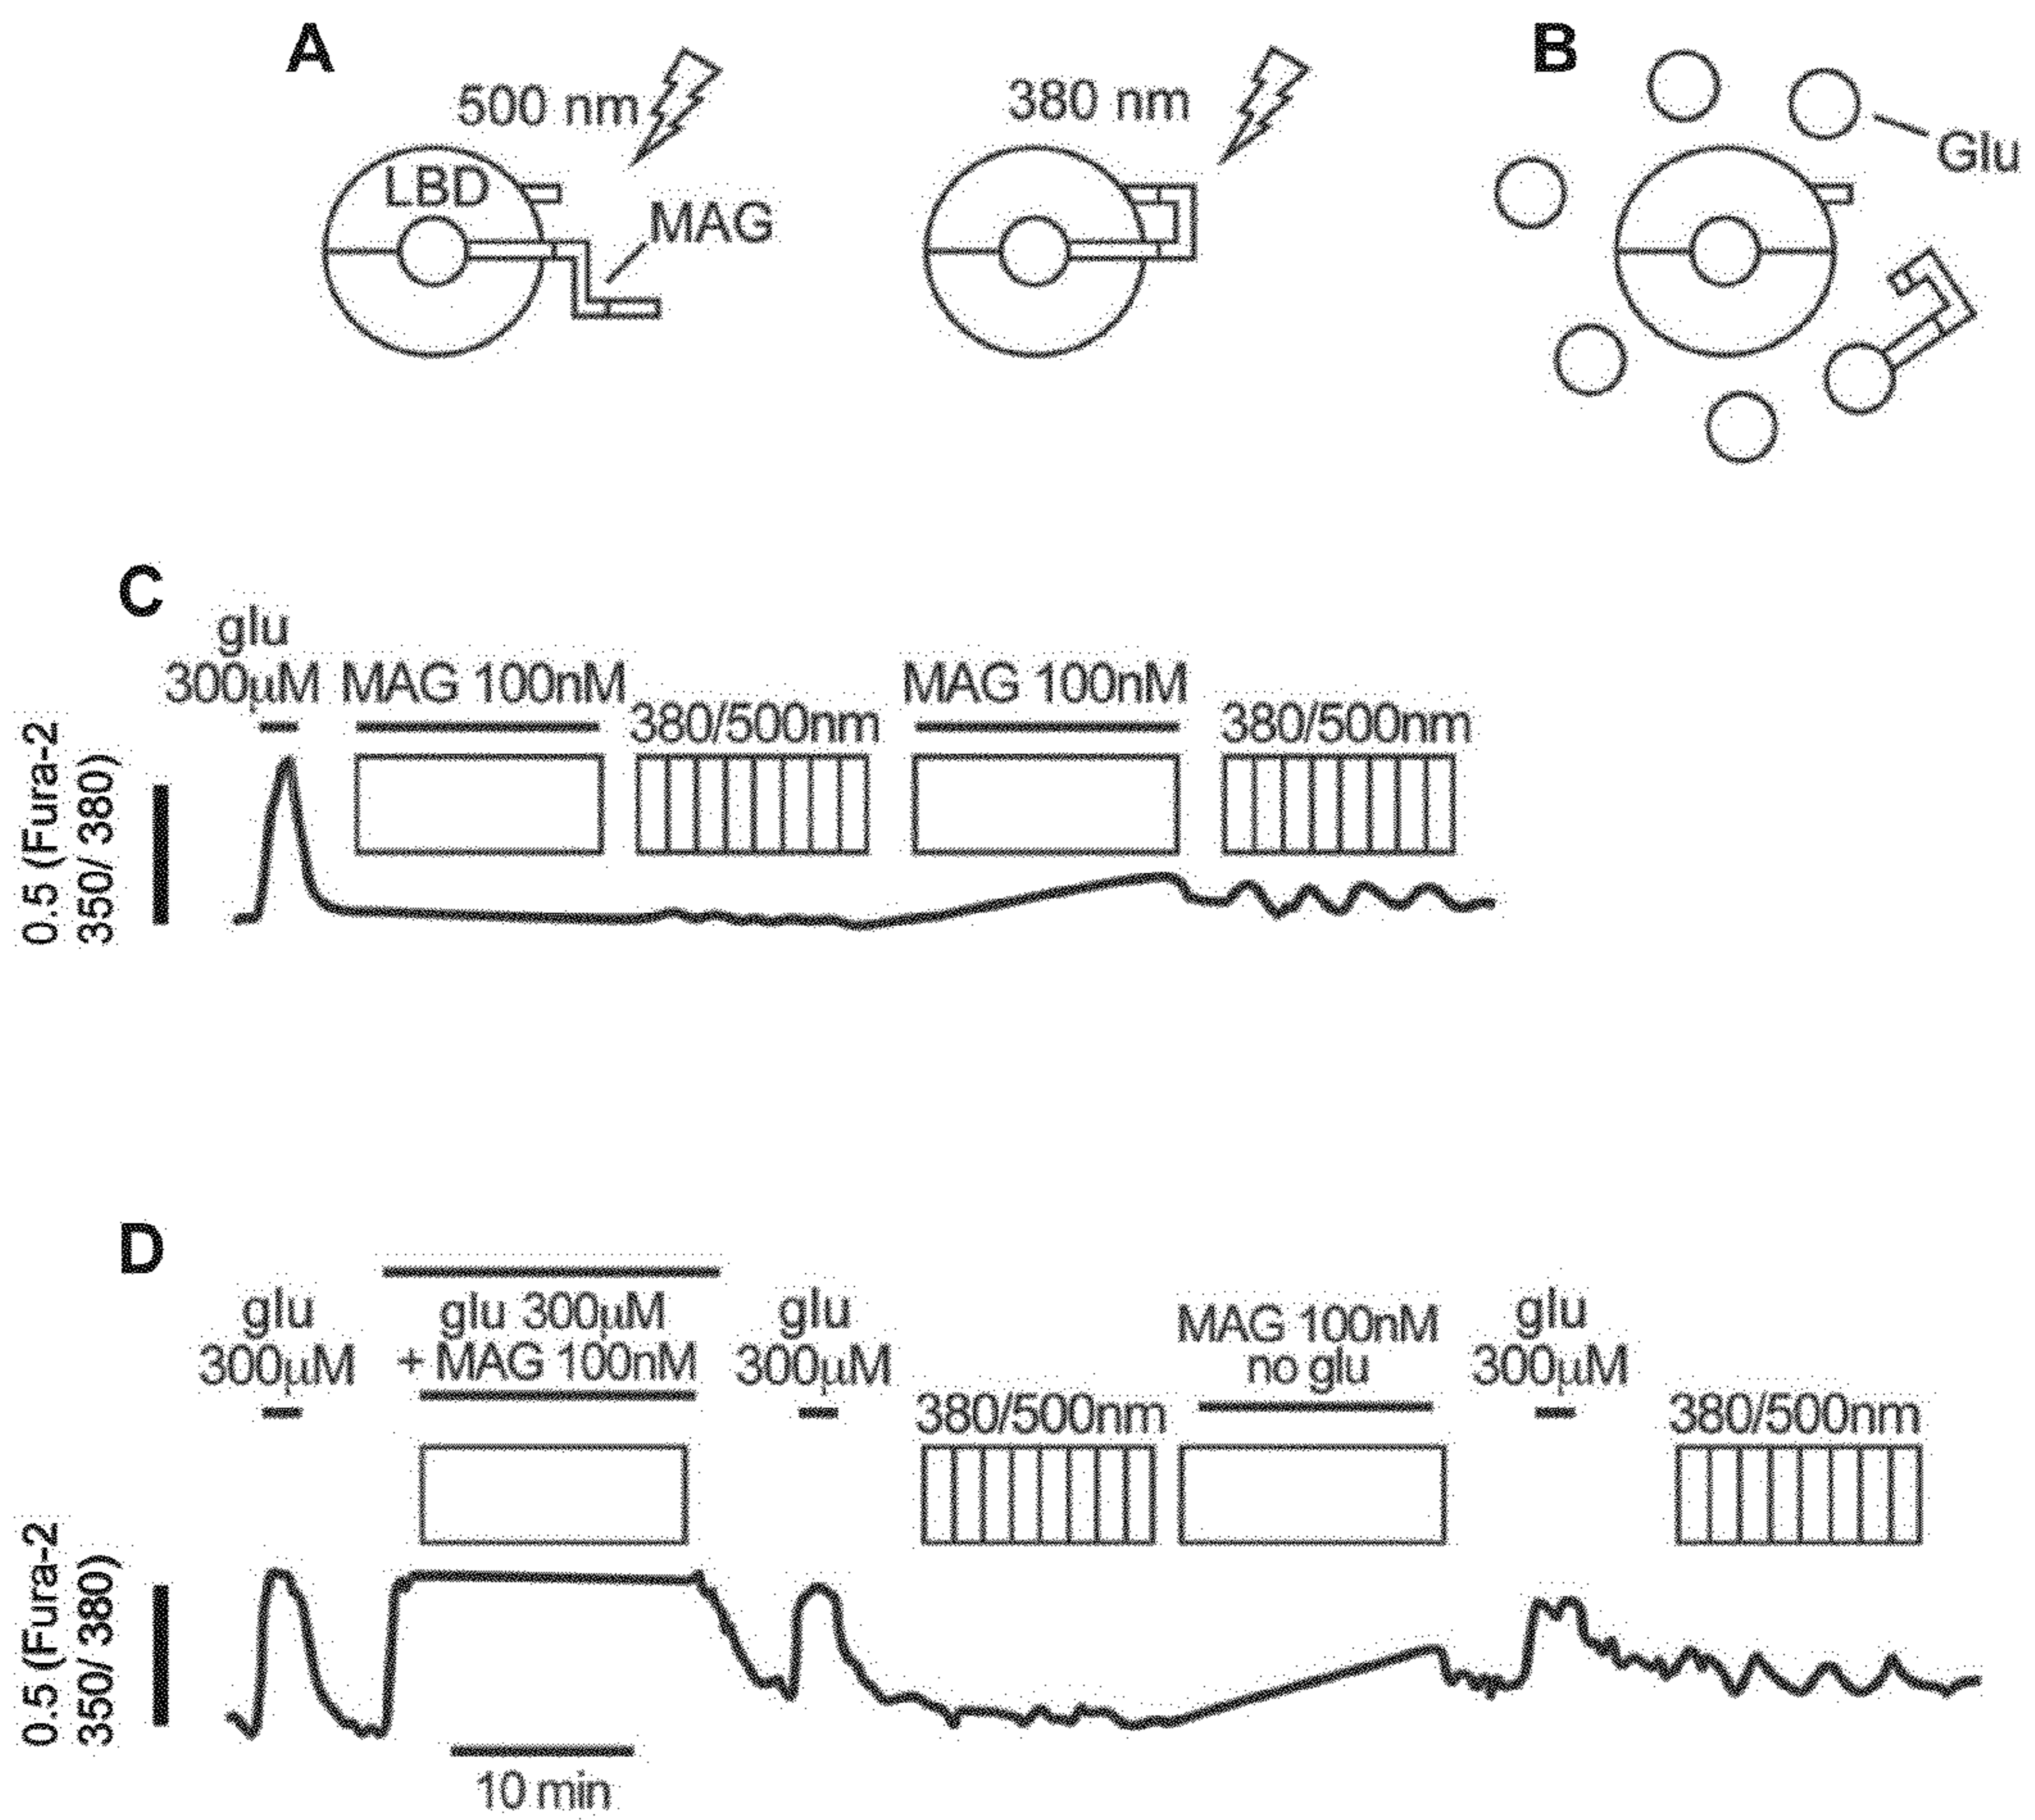 A
B
500 nm
380 nm
LBD
MAG
Glu
C
glu
300µM
MAG 100nM
380/500nm
MAG 100nM
380/500nm
0.5 (Fura-2
350/ 380)
D
glu
300µM
glu 300µM
+ MAG 100nM
glu
300µM
380/500nm
MAG 100nM
no glu
glu
300µM
380/500nm
0.5 (Fura-2
350/ 380)
10 min